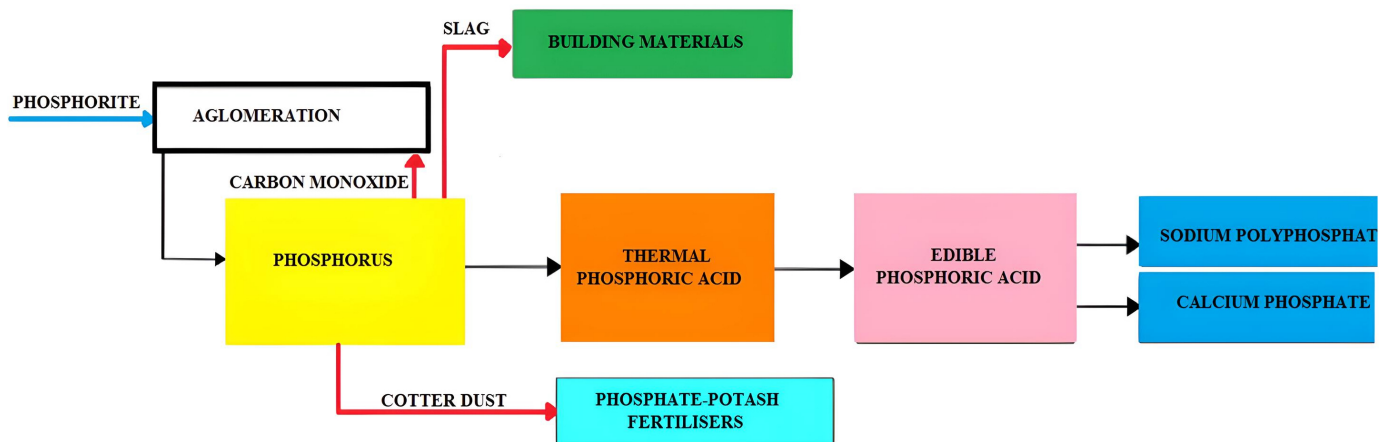 SLAG
BUILDING MATERIALS
PHOSPHORITE
AGLOMERATION
CARBON MONOXIDE
PHOSPHORUS
THERMAL
PHOSPHORIC ACID
EDIBLE
PHOSPHORIC ACID
SODIUM POLYPHOSPHAT
CALCIUM PHOSPHATE
COTTER DUST
PHOSPHATE-POTASH
FERTILISERS